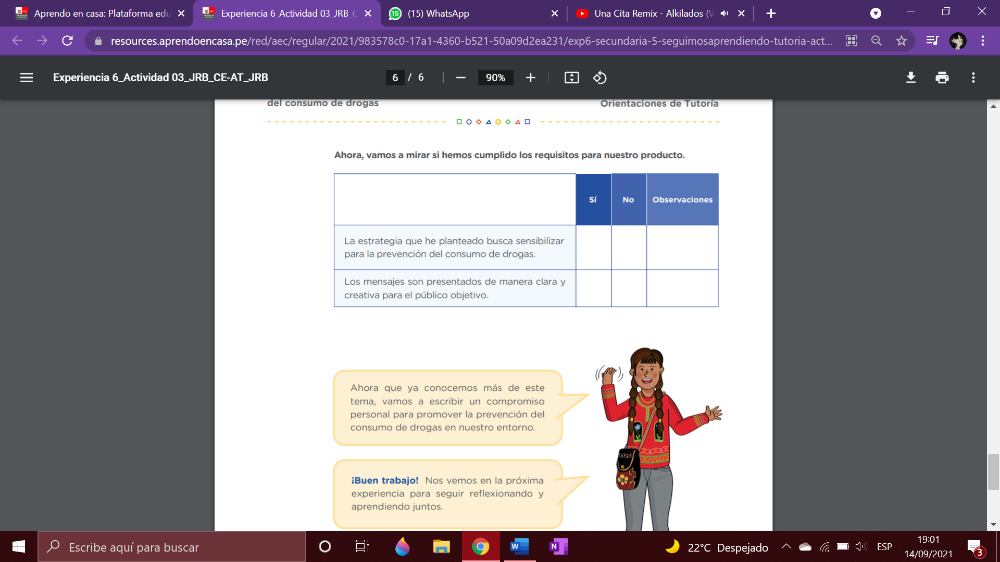 Aprendo en casa: Plataforma edu
Experiencia 6_Actividad 03_JRB_C
15
(15) WhatsApp
Una Cita Remix - Alkilados (V
resources.aprendoencasa.pe/red/aec/regular/2021/983578c0-17a1-4360-b521-50a09d2ea231/exp6-secundaria-5-seguimosaprendiendo-tutoria-act...
Experiencia 6_Actividad 03_JRB_CE-AT_JRB
6 / 6
90%
del consumo de drogas
Orientaciones de Tutoría
Ahora, vamos a mirar si hemos cumplido los requisitos para nuestro producto.
Sí No Observaciones
La estrategia que he planteado busca sensibilizar
para la prevención del consumo de drogas.
Los mensajes son presentados de manera clara y
creativa para el público objetivo.
Ahora que ya conocemos más de este
tema, vamos a escribir un compromiso
personal para promover la prevención del
consumo de drogas en nuestro entorno.
¡Buen trabajo! Nos vemos en la próxima
experiencia para seguir reflexionando y
aprendiendo juntos.
Escribe aquí para buscar
W
N
22°C Despejado
ESP
19:01
14/09/2021
3